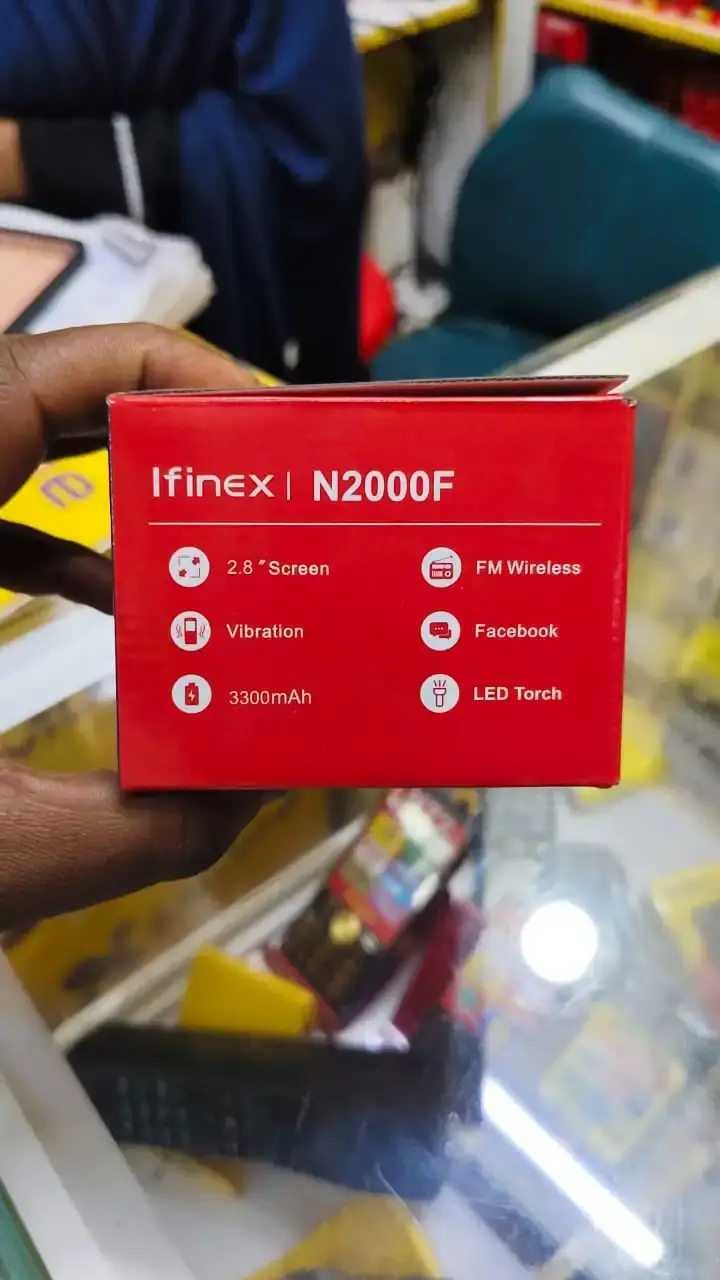 Ifinex | N2000F
2.8″ Screen
FM Wireless
Vibration
Facebook
3300mAh
LED Torch